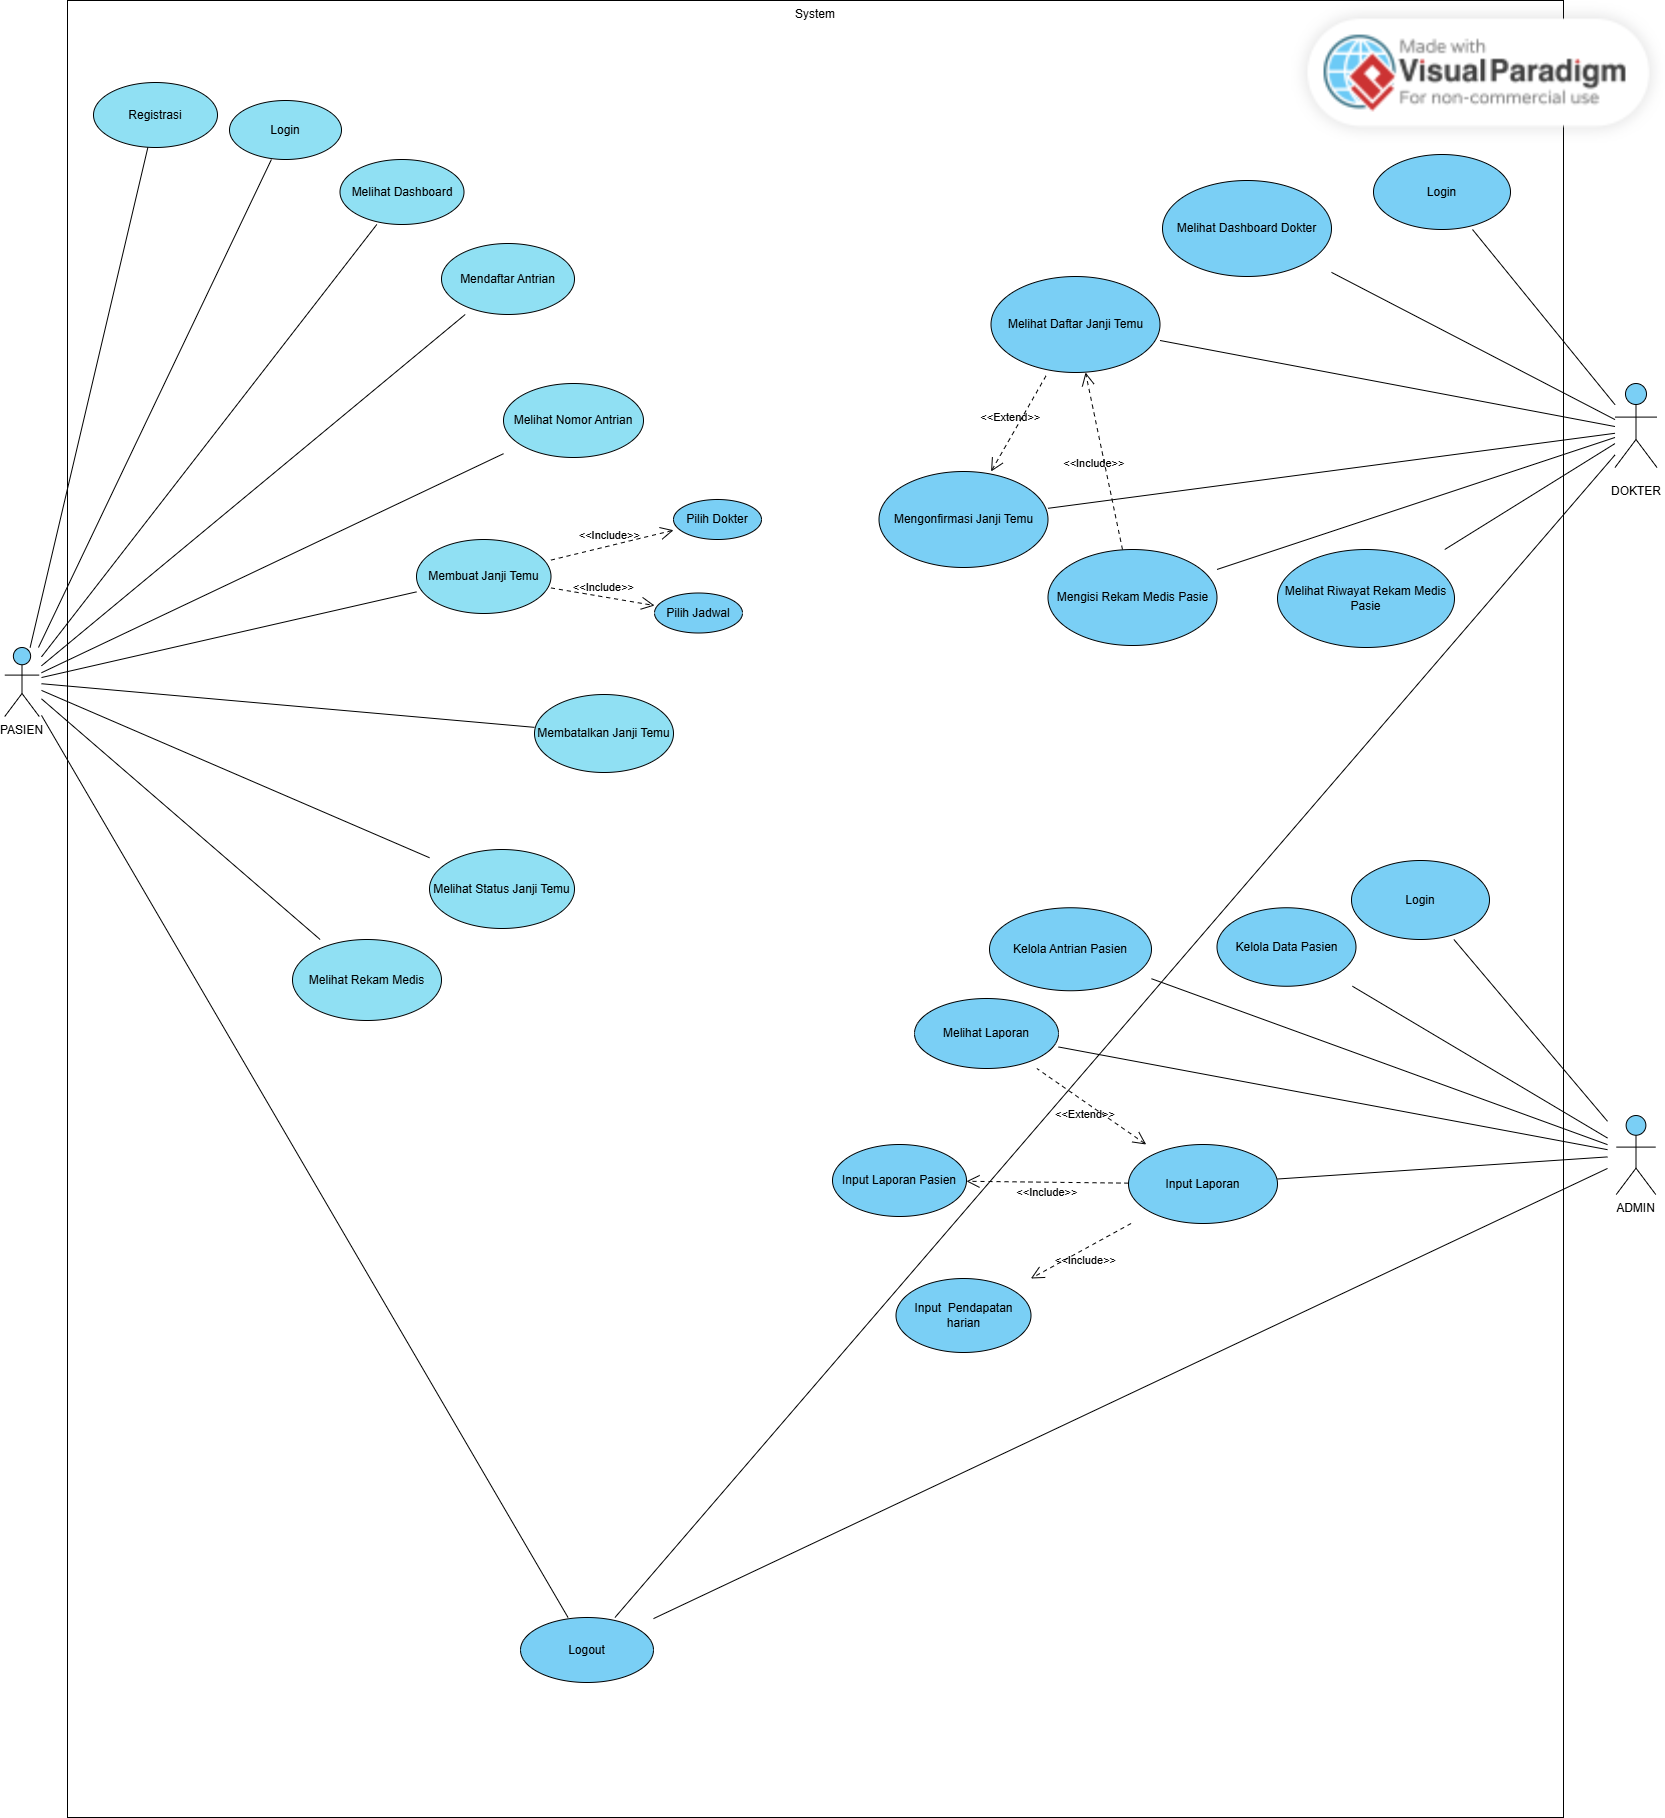 System
Made with
Visual Paradigm
For non-commercial use
Registrasi
Login
Melihat Dashboard
Mendaftar Antrian
Melihat Nomor Antrian
Pilih Dokter
<<Include>>
Membuat Janji Temu
<<Include>>
Pilih Jadwal
PASIEN
Membatalkan Janji Temu
Melihat Status Janji Temu
Melihat Rekam Medis
Login
Melihat Dashboard Dokter
Melihat Daftar Janji Temu
<<Extend>>
<<Include>>
DOKTER
Mengonfirmasi Janji Temu
Mengisi Rekam Medis Pasie
Melihat Riwayat Rekam Medis
Pasie
Login
Kelola Data Pasien
Kelola Antrian Pasien
Melihat Laporan
<<Extend>>
Input Laporan Pasien
<<Include>>
Input Laporan
ADMIN
<<Include>>
Input Pendapatan
harian
Logout